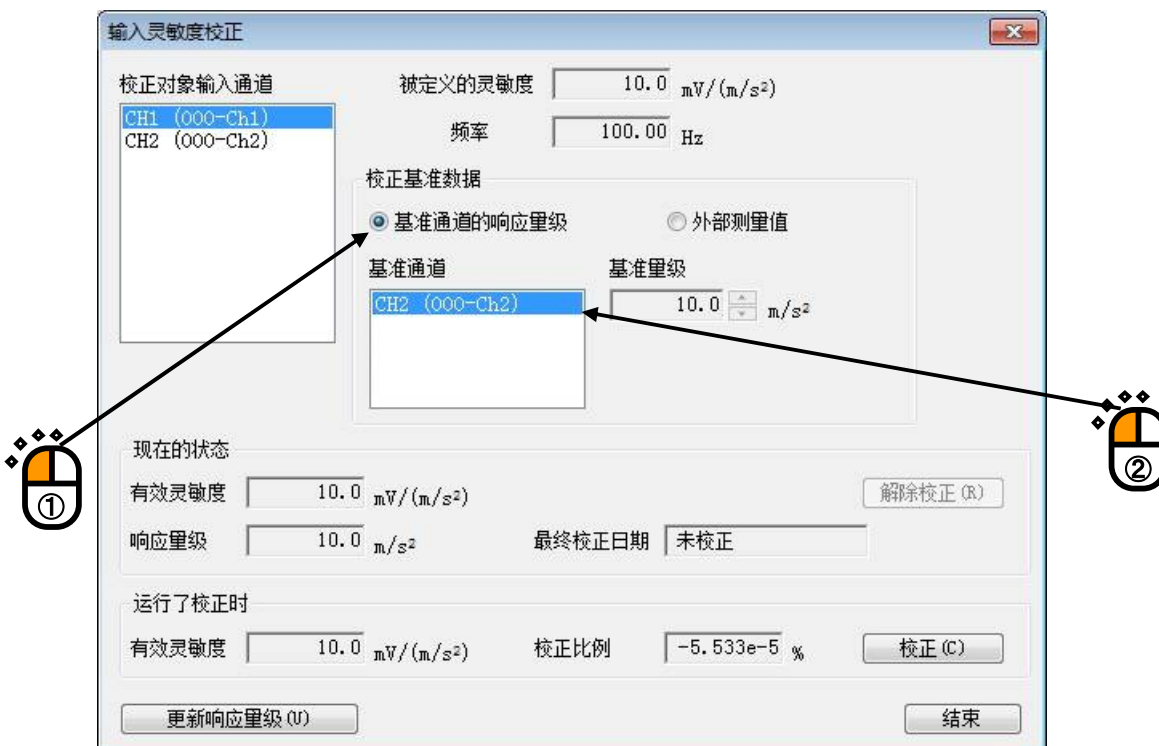 输入灵敏度校正
校正对象输入通道
CH1 (000-Ch1)
CH2 (000-Ch2)
被定义的灵敏度 10.0 mV/(m/s²)
频率 100.00 Hz
校正基准数据
基准通道的响应量级 外部测量值
基准通道 基准量级
CH2 (000-Ch2) 10.0 m/s²
① ②
现在的状态
有效灵敏度 10.0 mV/(m/s²) 解除校正(R)
响应量级 10.0 m/s² 最终校正日期 未校正
运行了校正时
有效灵敏度 10.0 mV/(m/s²) 校正比例 -5.533e-5 % 校正(C)
更新响应量级(U) 结束